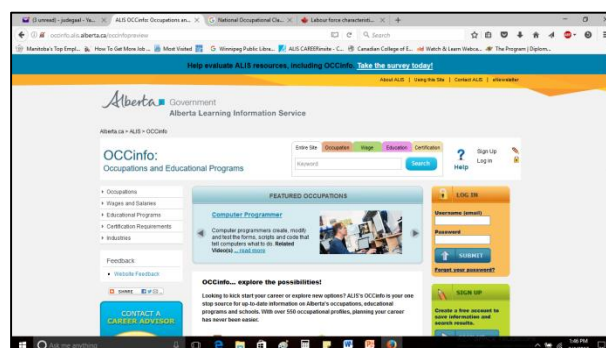 (3 unread) - judegael - Ya...
ALIS OCCinfo: Occupations an...
National Occupational Cla...
Labour force characteristi...
occinfo.alis.alberta.ca/occinfopreview
Search
Manitoba's Top Empl...
How To Get More Job ...
Most Visited
Winnipeg Public Libra...
ALIS CAREERinsite - C...
Canadian College of E...
Watch & Learn Webca...
The Program | Diplom...
Help evaluate ALIS resources, including OCCinfo. Take the survey today!
About ALIS | Using this Site | Contact ALIS | eNewsletter
Alberta Government
Alberta Learning Information Service
Alberta.ca > ALIS > OCCinfo
OCCinfo:
Occupations and Educational Programs
Entire Site Occupation Wage Education Certification
Keyword Search
? Help
Sign Up
Log in
Occupations
Wages and Salaries
Educational Programs
Certification Requirements
Industries
Feedback
Website Feedback
SHARE
CONTACT A
CAREER ADVISOR
FEATURED OCCUPATIONS
Computer Programmer
Computer programmers create, modify
and test the forms, scripts and code that
tell computers what to do. Related
Video(s) ... read more
OCCinfo... explore the possibilities!
Looking to kick start your career or explore new options? ALIS's OCCinfo is your one
stop source for up-to-date information on Alberta's occupations, educational
programs and schools. With over 550 occupational profiles, planning your career
has never been easier.
LOG IN
Username (email)
Password
SUBMIT
Forgot your password?
SIGN UP
Create a free account to
save information and
search results.
Ask me anything
1:46 PM